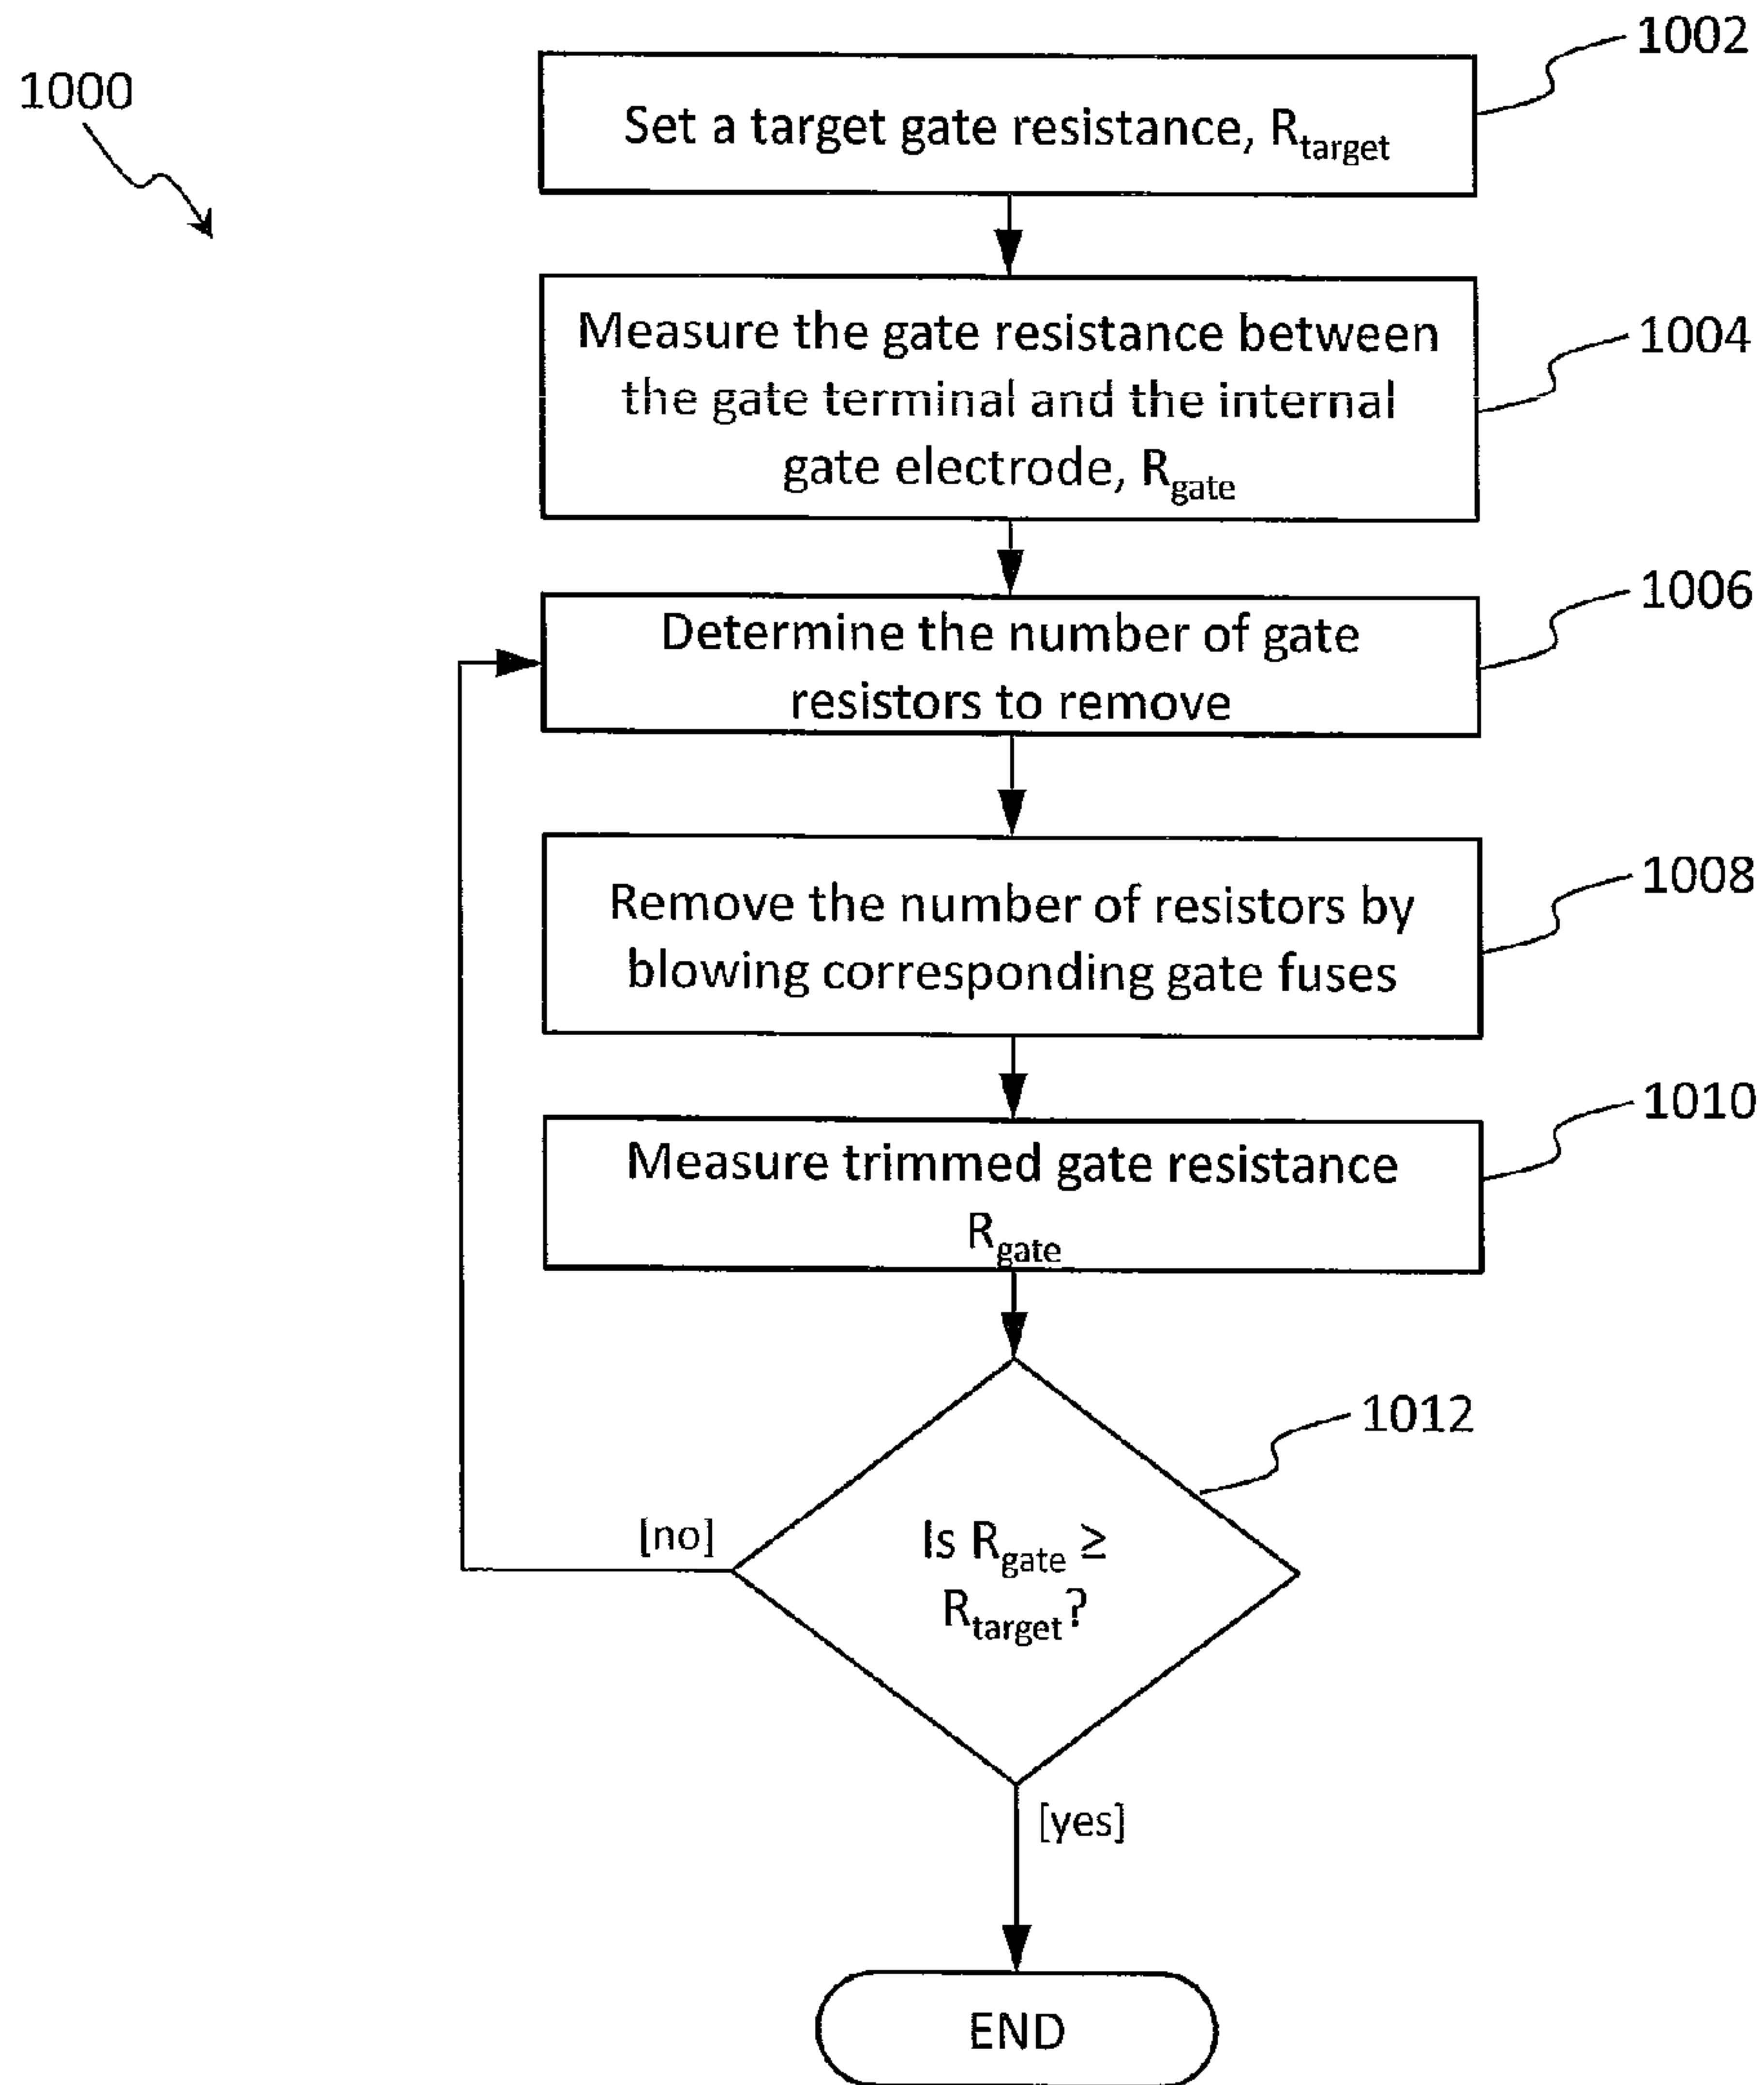 1002
1000
Set a target gate resistance, Rtarget
1004
Measure the gate resistance between
the gate terminal and the internal
gate electrode, Rgate
1006
Determine the number of gate
resistors to remove
1008
Remove the number of resistors by
blowing corresponding gate fuses
1010
Measure trimmed gate resistance
Rgate
1012
[no]
Is Rgate ≥
Rtarget?
[yes]
END